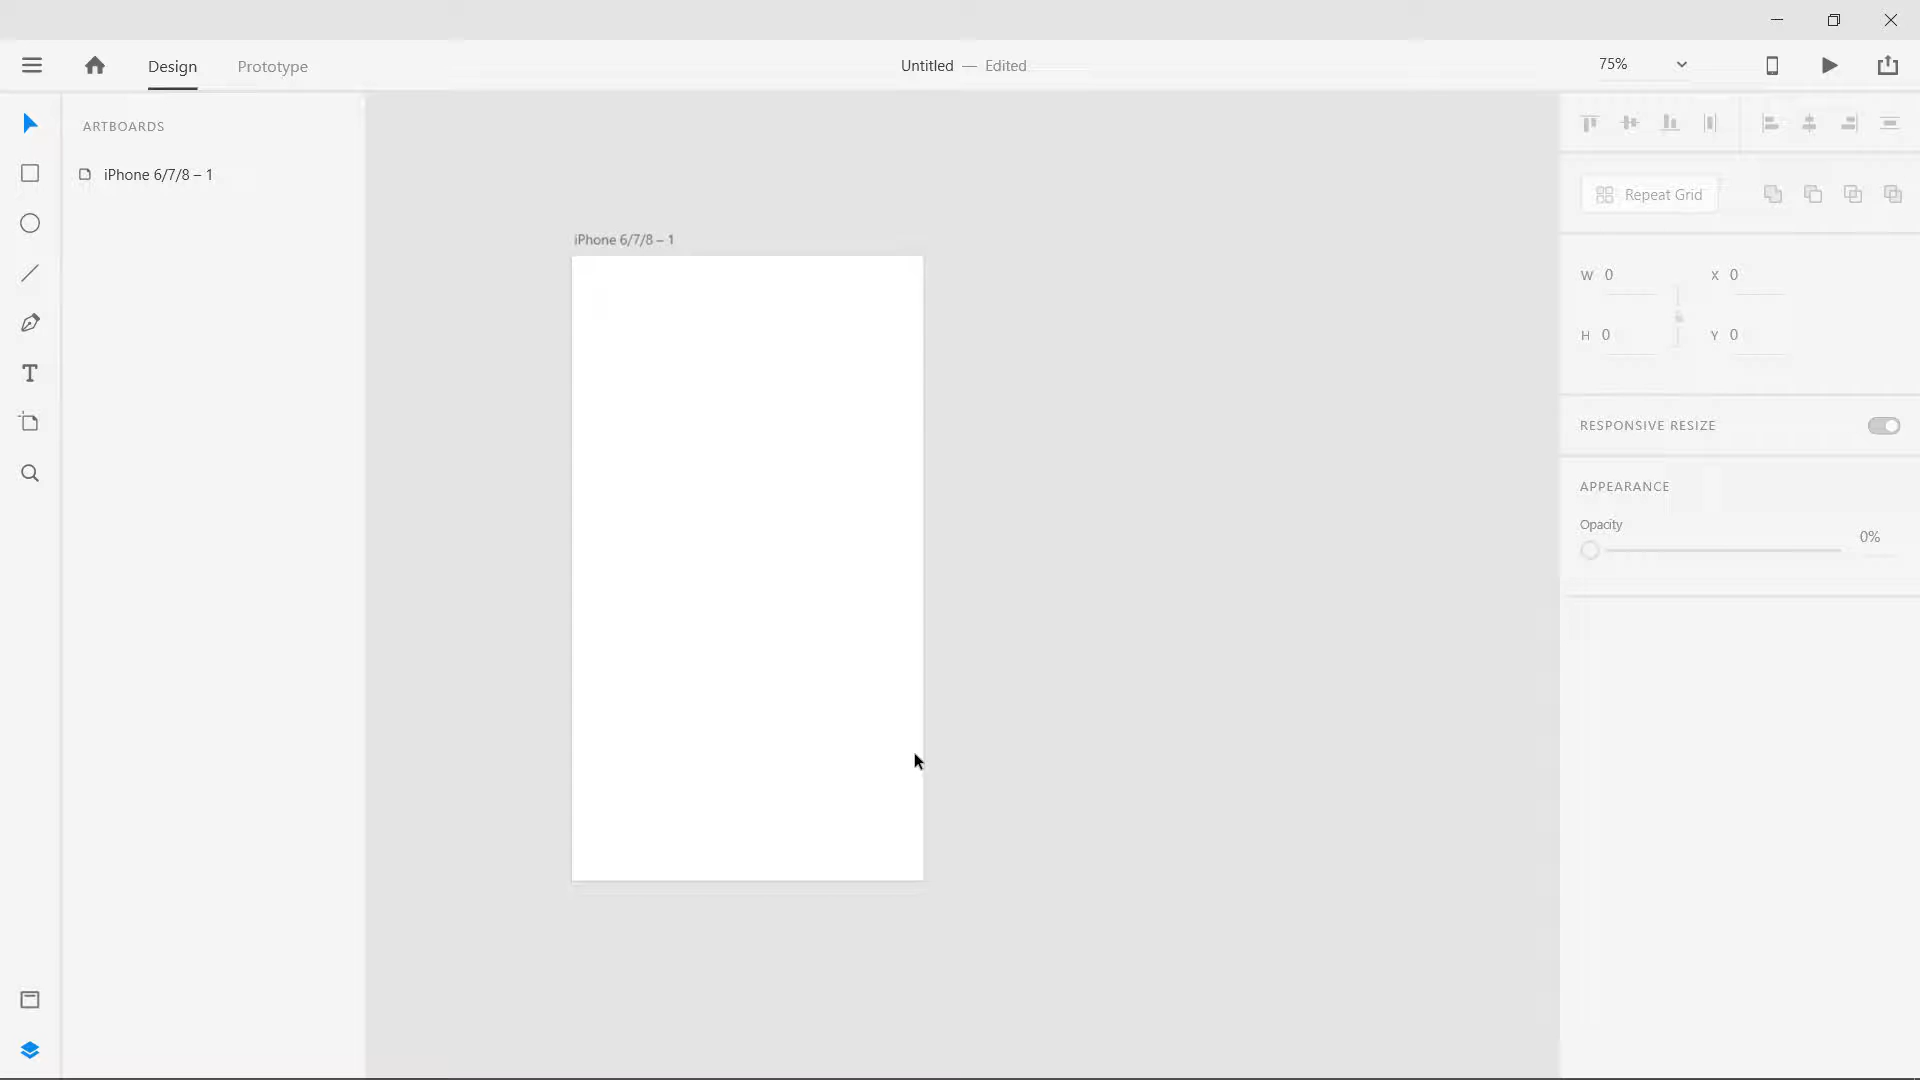 Design
Prototype
Untitled — Edited
75%
ARTBOARDS
iPhone 6/7/8 – 1
iPhone 6/7/8 – 1
Repeat Grid
W 0
X 0
H 0
Y 0
RESPONSIVE RESIZE
APPEARANCE
Opacity
0%